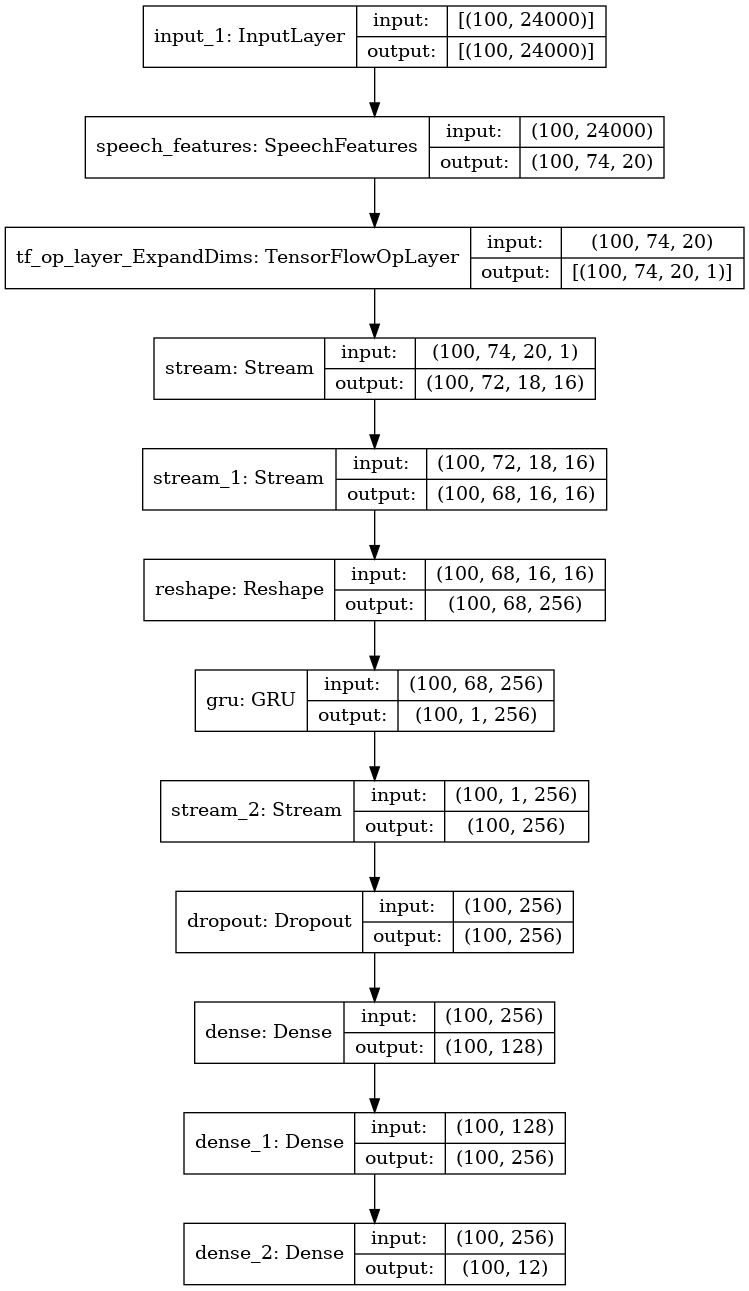 input_1: InputLayer
input: [(100, 24000)]
output: [(100, 24000)]
speech_features: SpeechFeatures
input: (100, 24000)
output: (100, 74, 20)
tf_op_layer_ExpandDims: TensorFlowOpLayer
input: (100, 74, 20)
output: [(100, 74, 20, 1)]
stream: Stream
input: (100, 74, 20, 1)
output: (100, 72, 18, 16)
stream_1: Stream
input: (100, 72, 18, 16)
output: (100, 68, 16, 16)
reshape: Reshape
input: (100, 68, 16, 16)
output: (100, 68, 256)
gru: GRU
input: (100, 68, 256)
output: (100, 1, 256)
stream_2: Stream
input: (100, 1, 256)
output: (100, 256)
dropout: Dropout
input: (100, 256)
output: (100, 256)
dense: Dense
input: (100, 256)
output: (100, 128)
dense_1: Dense
input: (100, 128)
output: (100, 256)
dense_2: Dense
input: (100, 256)
output: (100, 12)